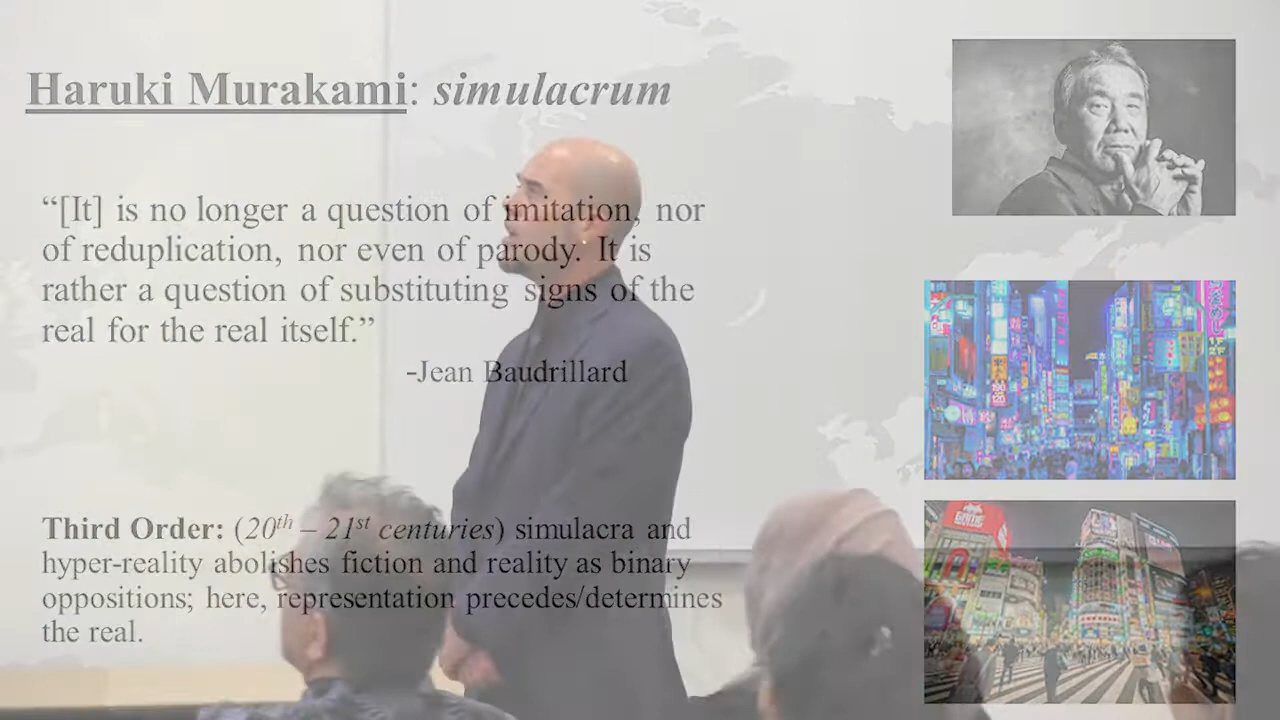 Haruki Murakami: simulacrum
“[It] is no longer a question of imitation, nor
of reduplication, nor even of parody. It is
rather a question of substituting signs of the
real for the real itself.”
-Jean Baudrillard
Third Order: (20th – 21st centuries) simulacra and
hyper-reality abolishes fiction and reality as binary
oppositions; here, representation precedes/determines
the real.